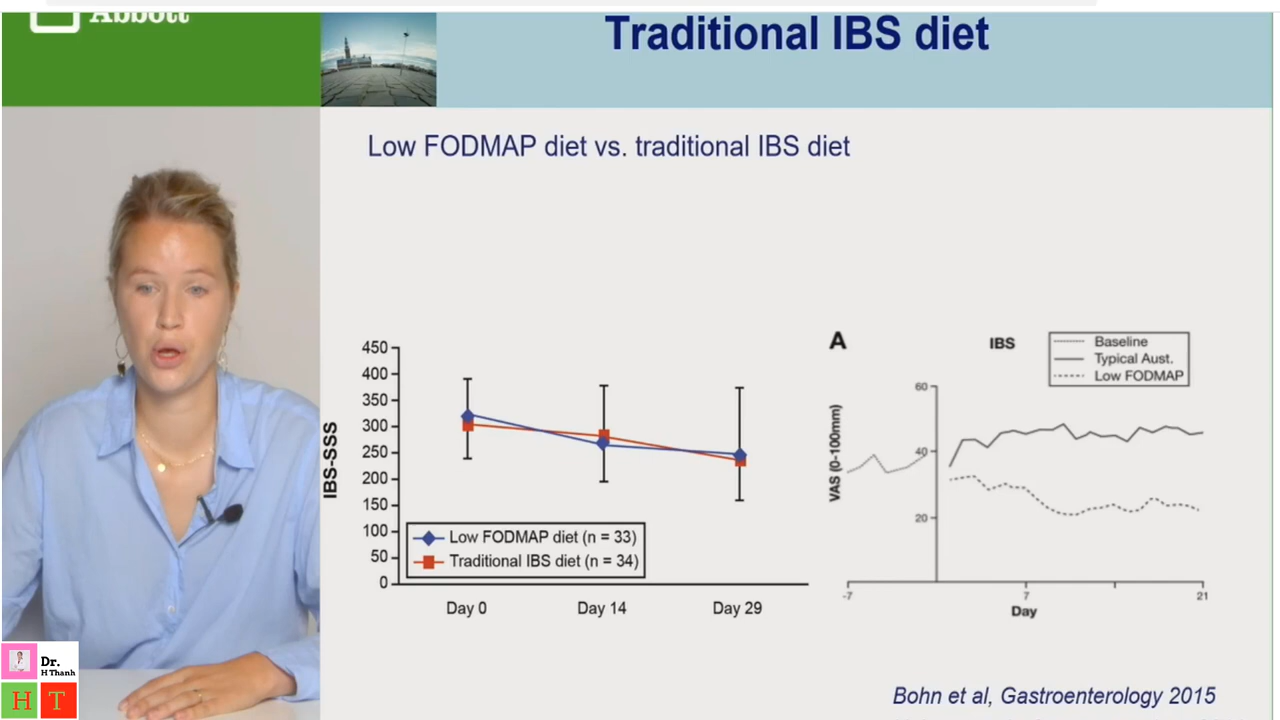 Abbott
Traditional IBS diet
Low FODMAP diet vs. traditional IBS diet
450
400
350
300
250
200
150
100
50
0
IBS-SSS
Low FODMAP diet (n = 33)
Traditional IBS diet (n = 34)
Day 0 Day 14 Day 29
A
IBS
Baseline
Typical Aust.
Low FODMAP
60
40
20
VAS (0-100mm)
-7 7 21
Day
Bohn et al, Gastroenterology 2015
Dr.
H Thanh
H T